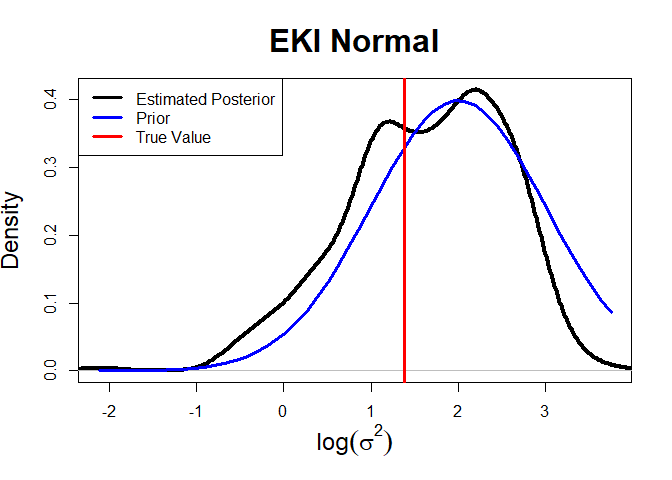 EKI Normal
Estimated Posterior
Prior
True Value
Density
0.0
0.1
0.2
0.3
0.4
-2 -1 0 1 2 3
log(σ²)